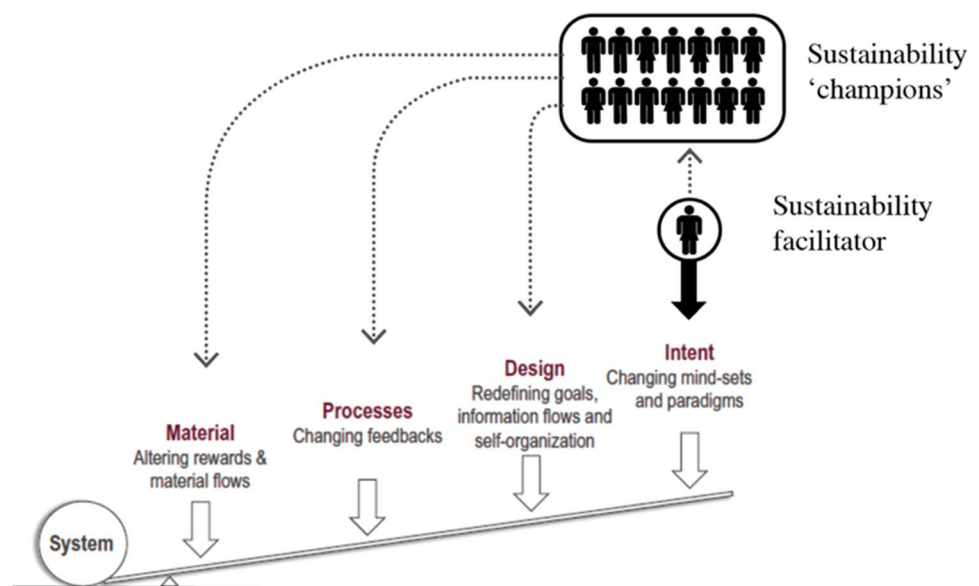 Sustainability
‘champions’
Sustainability
facilitator
Intent
Changing mind-sets
and paradigms
Design
Redefining goals,
information flows and
self-organization
Processes
Changing feedbacks
Material
Altering rewards &
material flows
System